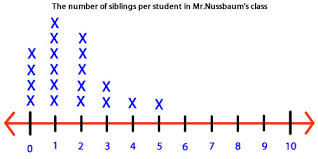 The number of siblings per student in Mr.Nussbaum's class
X
X X
X X X
X X X
X X X X
X X X X X X
0 1 2 3 4 5 6 7 8 9 10